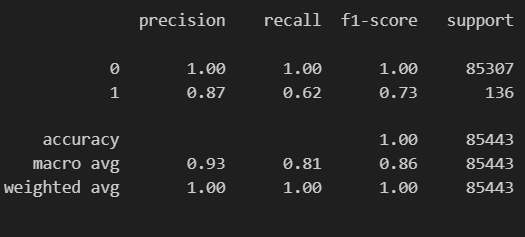 precision recall f1-score support
0 1.00 1.00 1.00 85307
1 0.87 0.62 0.73 136
accuracy 1.00 85443
macro avg 0.93 0.81 0.86 85443
weighted avg 1.00 1.00 1.00 85443